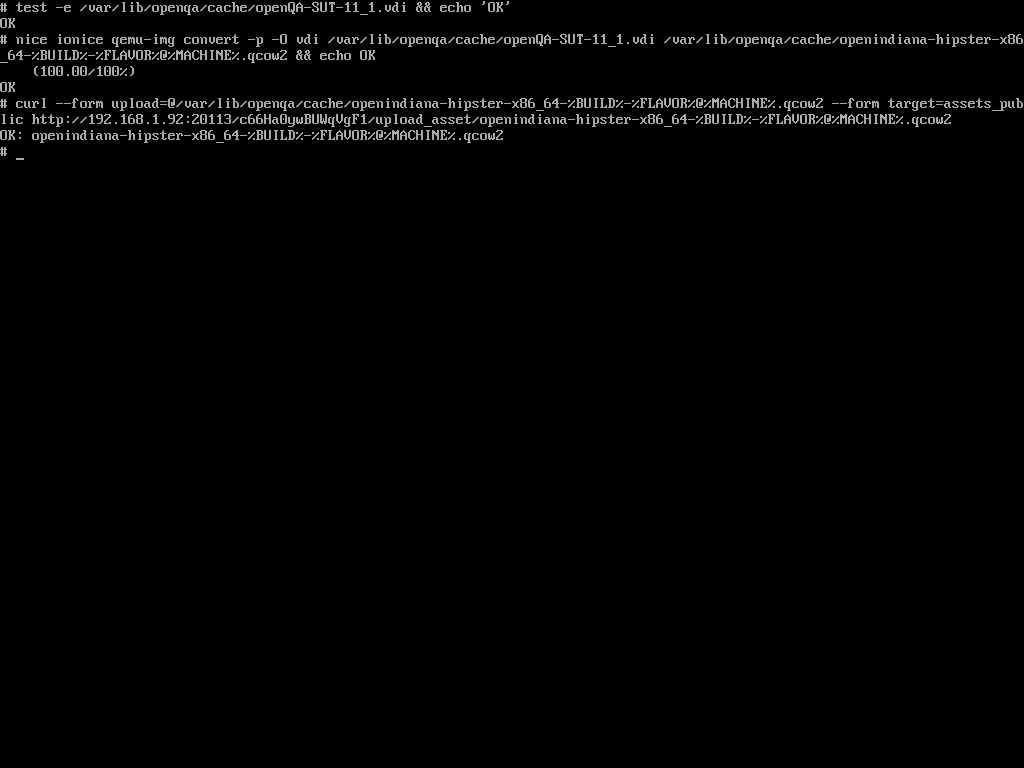 # test -e /var/lib/openqa/cache/openQA-SUT-11_1.vdi && echo 'OK'
OK
# nice ionice qemu-img convert -p -O vdi /var/lib/openqa/cache/openQA-SUT-11_1.vdi /var/lib/openqa/cache/openindiana-hipster-x86
_64-%BUILD%-%FLAVOR%@%MACHINE%.qcow2 && echo OK
    (100.00/100%)
OK
# curl --form upload=@/var/lib/openqa/cache/openindiana-hipster-x86_64-%BUILD%-%FLAVOR%@%MACHINE%.qcow2 --form target=assets_pub
lic http://192.168.1.92:20113/c66Ha0ywBUWqVgF1/upload_asset/openindiana-hipster-x86_64-%BUILD%-%FLAVOR%@%MACHINE%.qcow2
OK: openindiana-hipster-x86_64-%BUILD%-%FLAVOR%@%MACHINE%.qcow2
# _